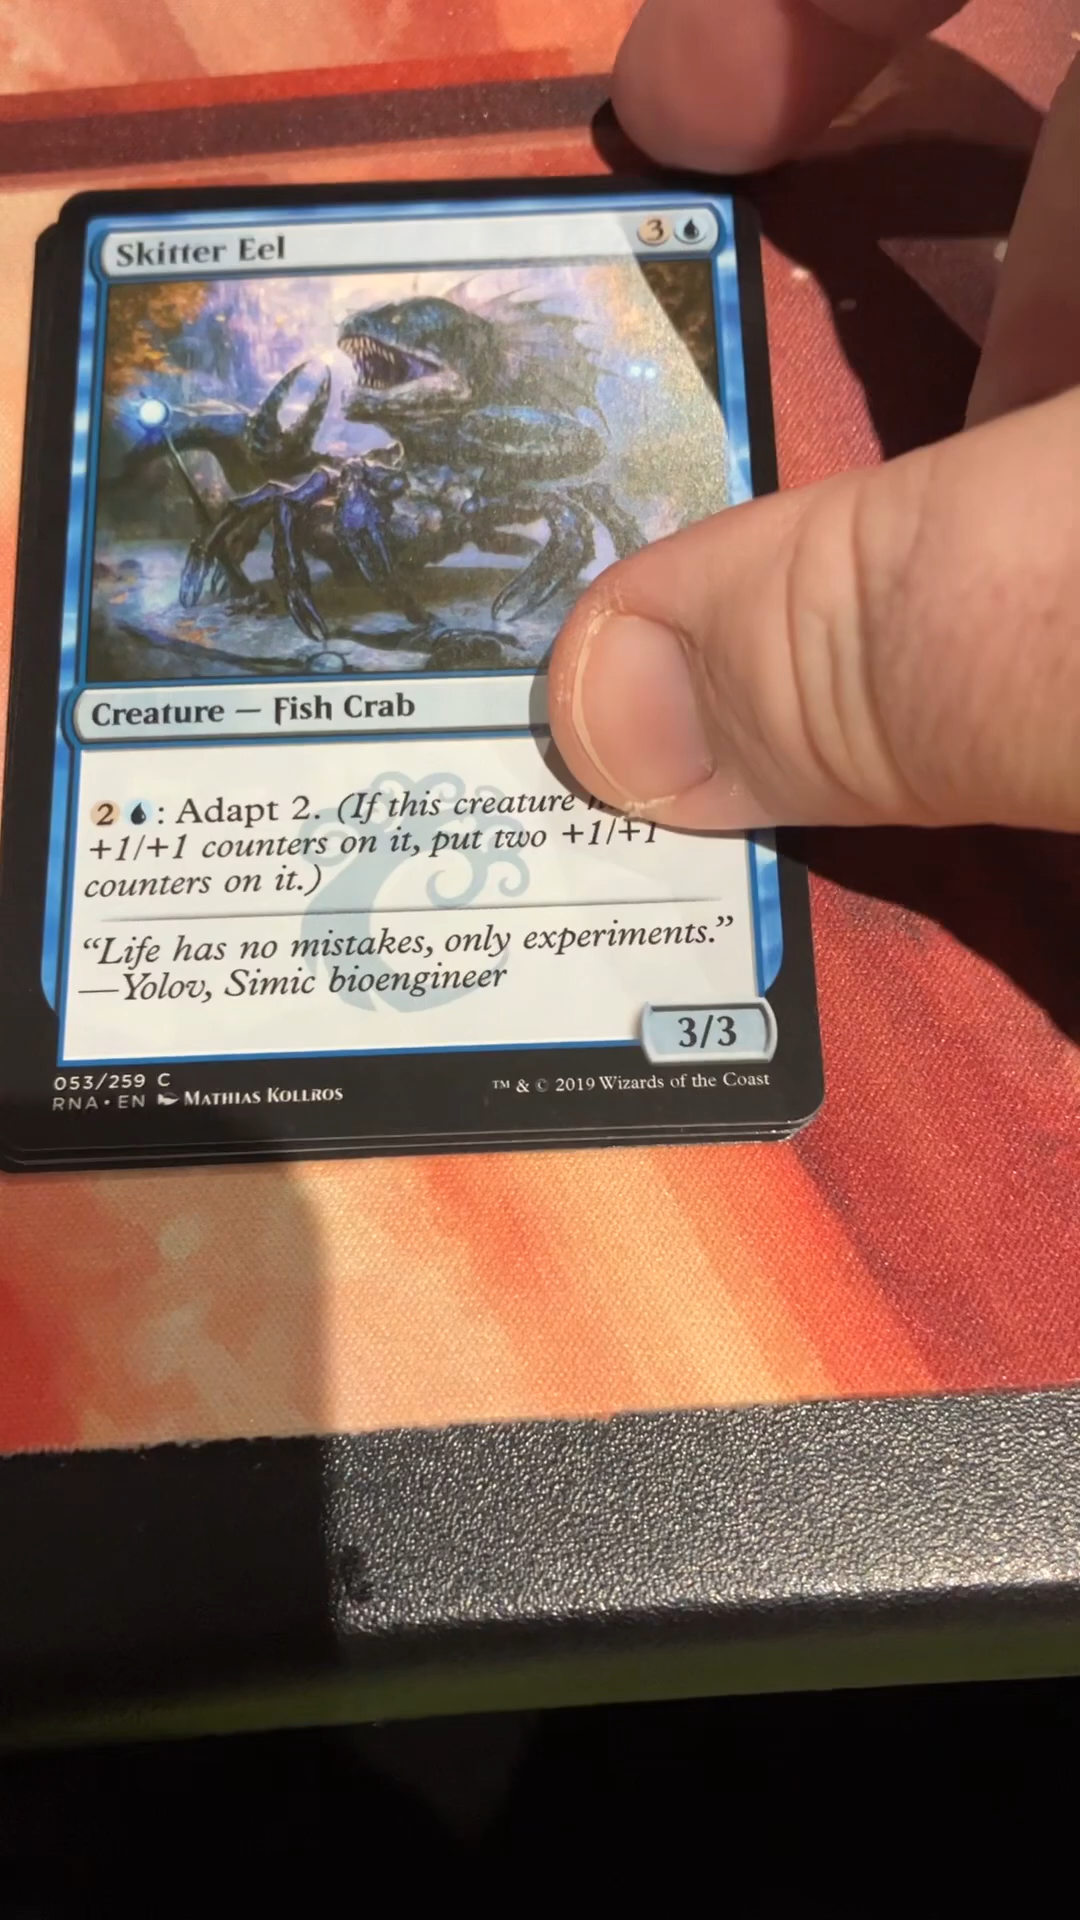 Skitter Eel 3
Creature — Fish Crab
2 : Adapt 2. (If this creature
+1/+1 counters on it, put two +1/+1
counters on it.)
“Life has no mistakes, only experiments.”
—Yolov, Simic bioengineer
3/3
053/259 C
RNA • EN Mathias Kollros
™ & © 2019 Wizards of the Coast